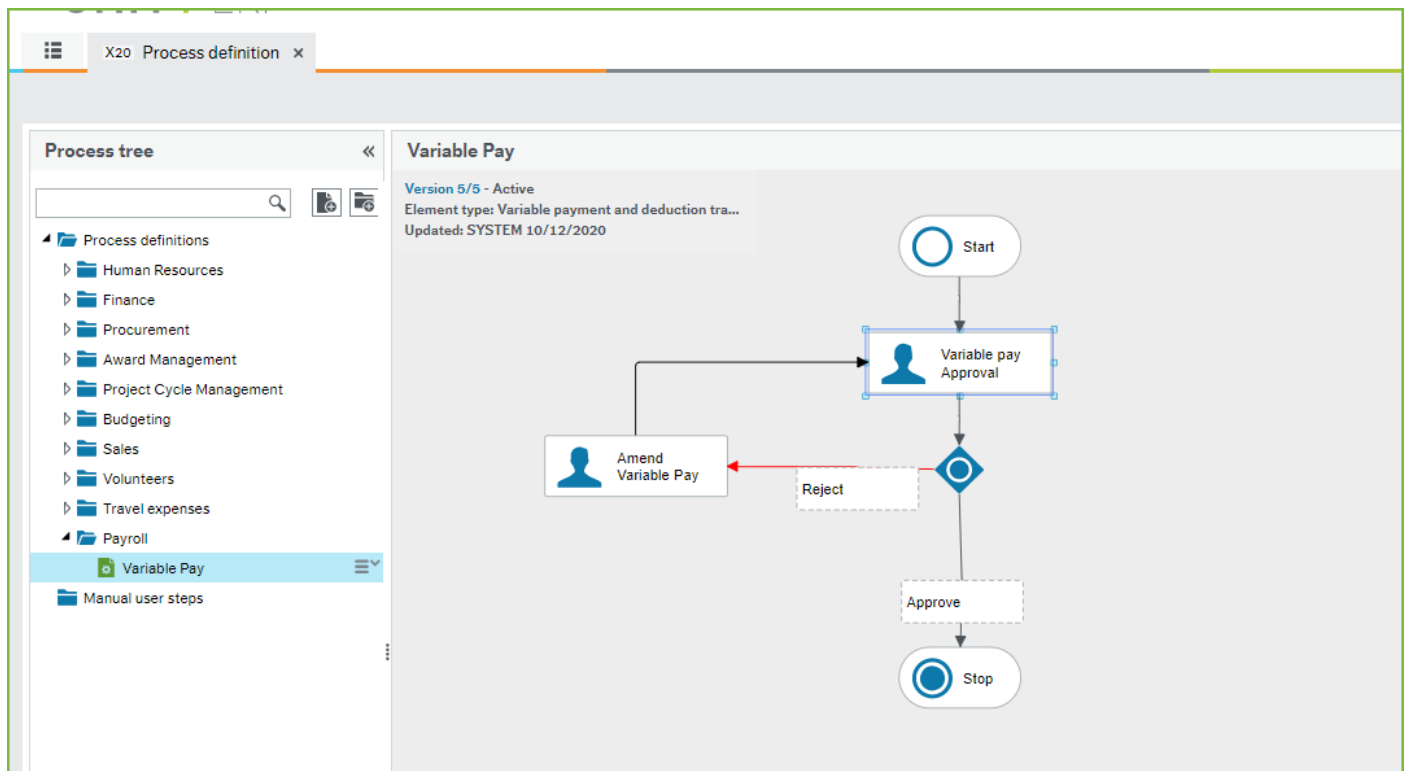 X20 Process definition ×
Process tree
«
Variable Pay
Version 5/5 - Active
Element type: Variable payment and deduction tra...
Updated: SYSTEM 10/12/2020
Process definitions
Human Resources
Finance
Procurement
Award Management
Project Cycle Management
Budgeting
Sales
Volunteers
Travel expenses
Payroll
Variable Pay
Manual user steps
Start
Variable pay
Approval
Amend
Variable Pay
Reject
Approve
Stop